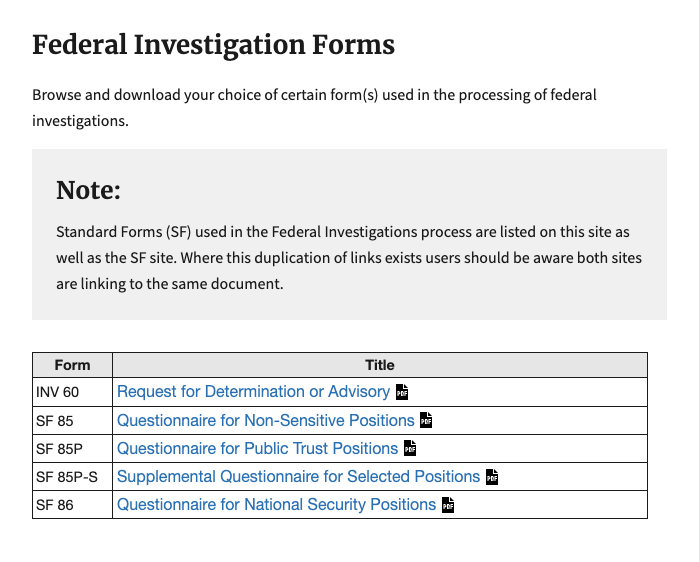 Federal Investigation Forms
Browse and download your choice of certain form(s) used in the processing of federal
investigations.
Note:
Standard Forms (SF) used in the Federal Investigations process are listed on this site as
well as the SF site. Where this duplication of links exists users should be aware both sites
are linking to the same document.
Form Title
INV 60 Request for Determination or Advisory PDF
SF 85 Questionnaire for Non-Sensitive Positions PDF
SF 85P Questionnaire for Public Trust Positions PDF
SF 85P-S Supplemental Questionnaire for Selected Positions PDF
SF 86 Questionnaire for National Security Positions PDF